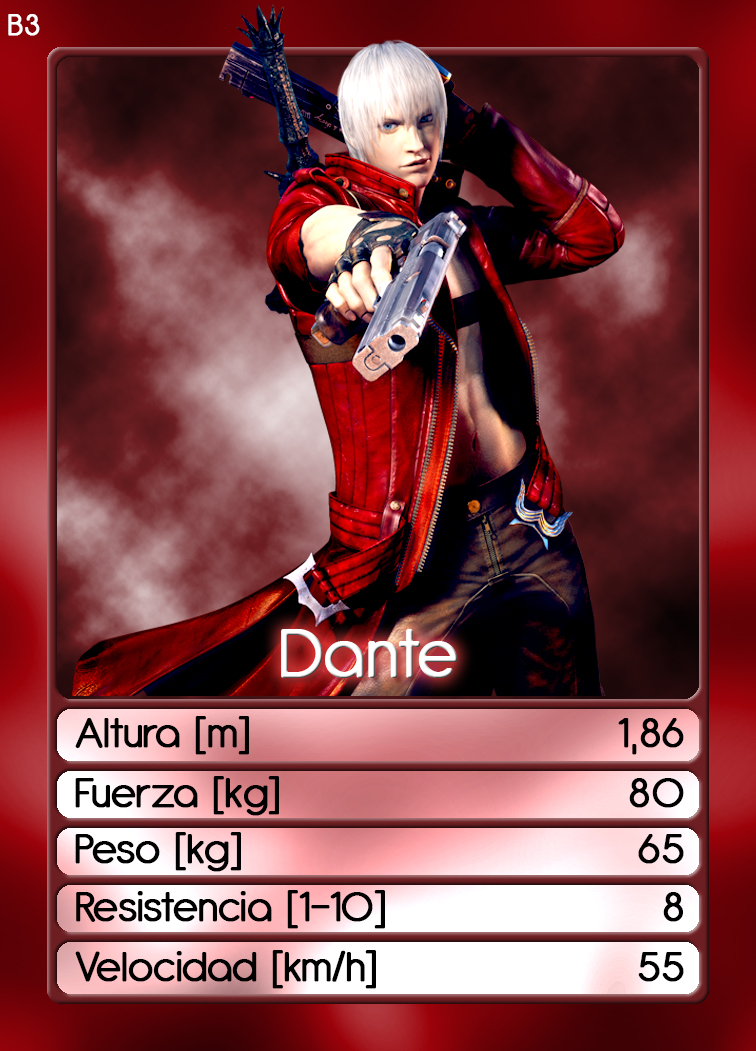 B3
Dante
Altura [m] 1,86
Fuerza [kg] 80
Peso [kg] 65
Resistencia [1-10] 8
Velocidad [km/h] 55